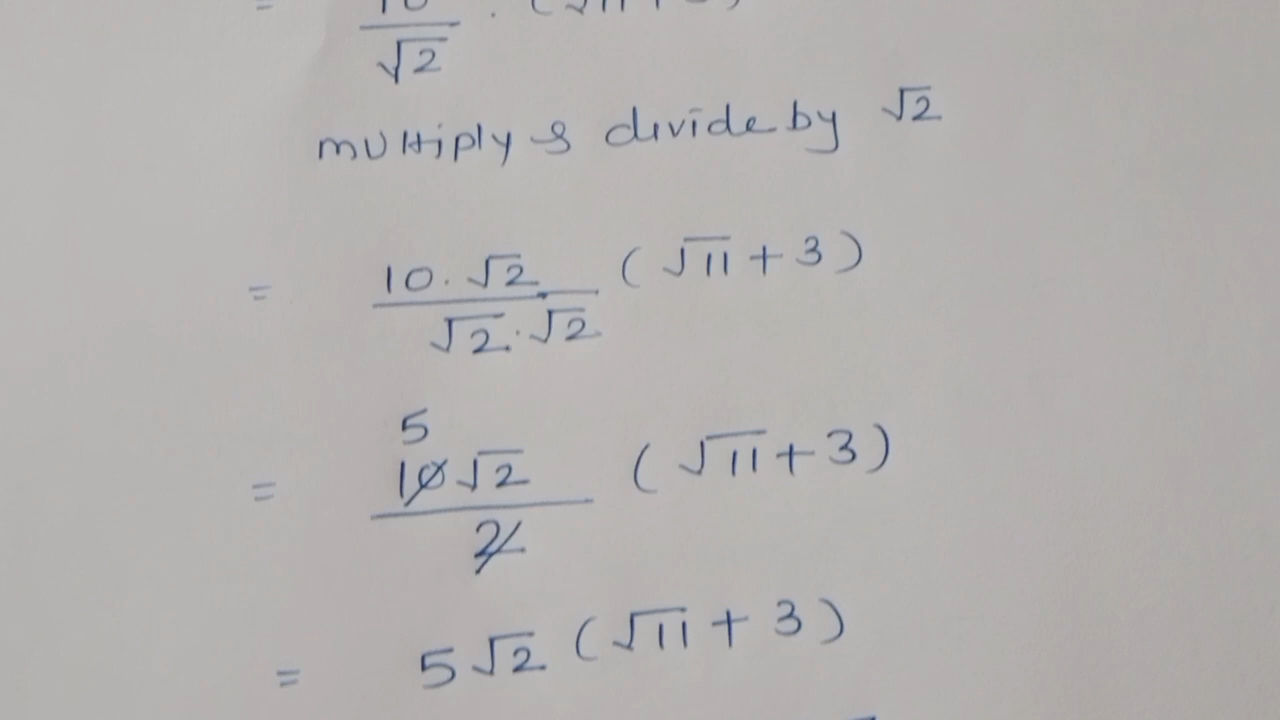 =
√2
multiply & divide by √2
= 10.√2 / √2.√2 (√11 + 3)
5
= 10√2 / 2 (√11 + 3)
= 5√2 (√11 + 3)